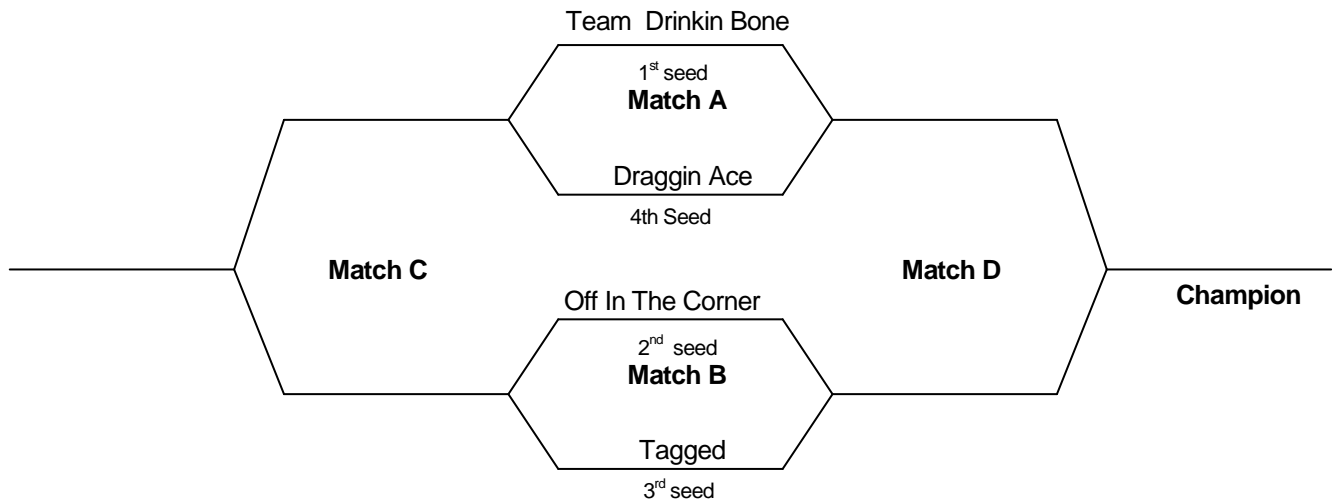 Team Drinkin Bone
1st seed
Match A
Draggin Ace
4th Seed
Match C
Match D
Champion
Off In The Corner
2nd seed
Match B
Tagged
3rd seed